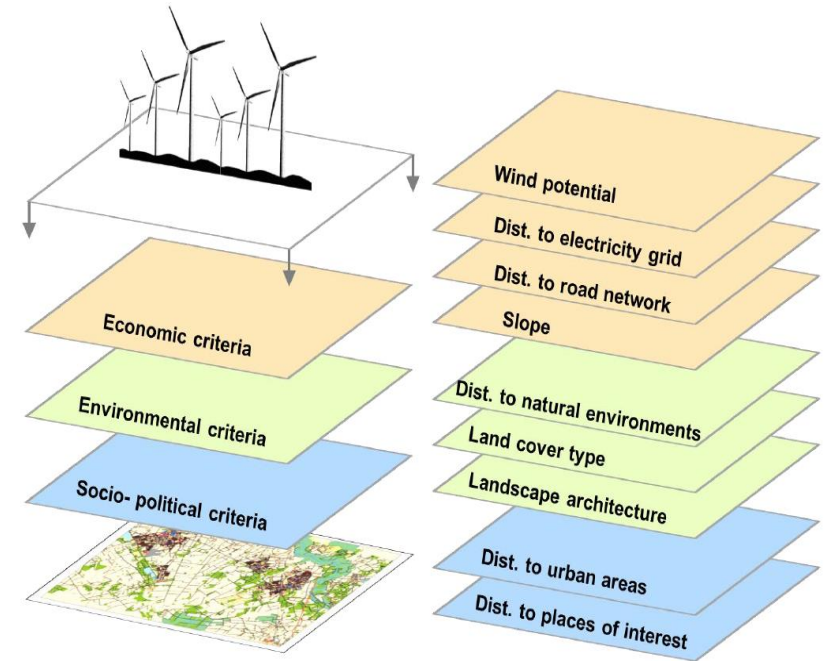 Economic criteria
Environmental criteria
Socio- political criteria
Wind potential
Dist. to electricity grid
Dist. to road network
Slope
Dist. to natural environments
Land cover type
Landscape architecture
Dist. to urban areas
Dist. to places of interest